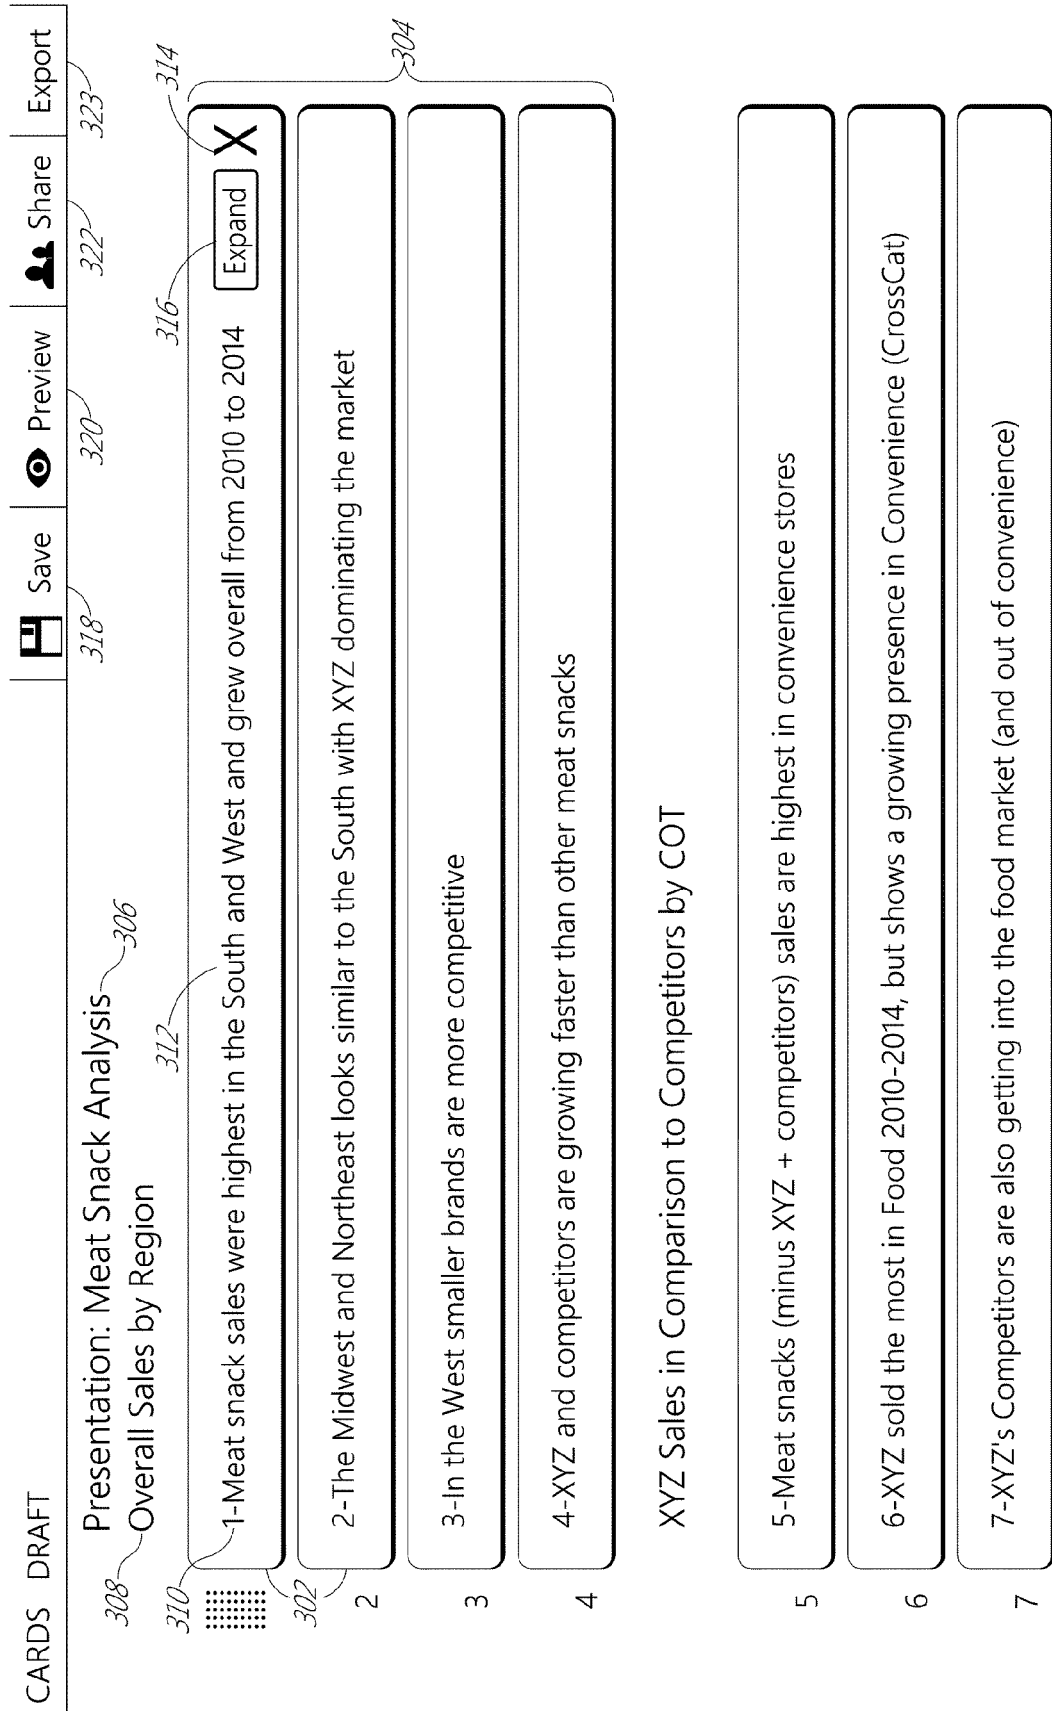 CARDS DRAFT Save Preview Share Export
318 320 322 323
Presentation: Meat Snack Analysis 306
308 Overall Sales by Region
312 316 314
310 1-Meat snack sales were highest in the South and West and grew overall from 2010 to 2014 Expand X
302
2 2-The Midwest and Northeast looks similar to the South with XYZ dominating the market
304
3 3-In the West smaller brands are more competitive
4 4-XYZ and competitors are growing faster than other meat snacks
XYZ Sales in Comparison to Competitors by COT
5 5-Meat snacks (minus XYZ + competitors) sales are highest in convenience stores
6 6-XYZ sold the most in Food 2010-2014, but shows a growing presence in Convenience (CrossCat)
7 7-XYZ's Competitors are also getting into the food market (and out of convenience)